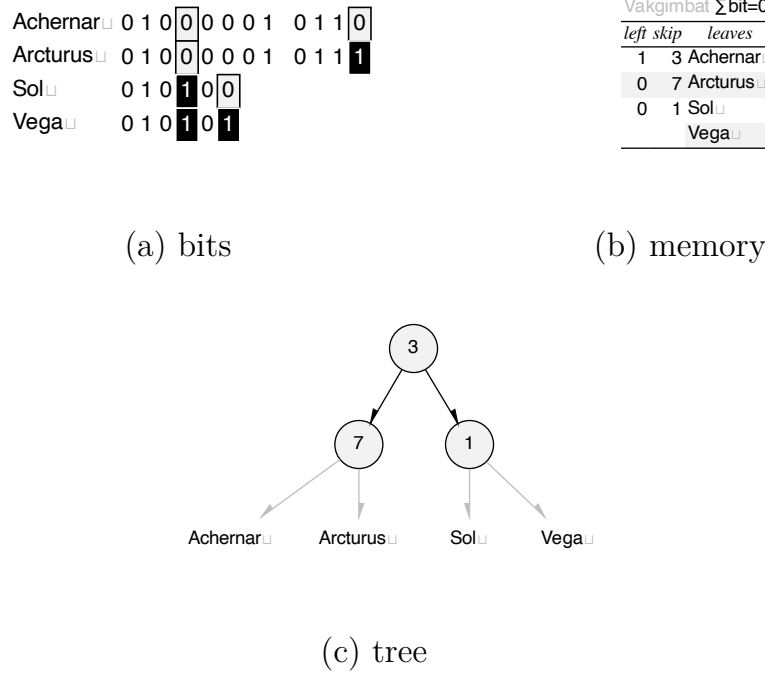 Achernar␣ 0 1 0 0 0 0 0 1 0 1 1 0
Arcturus␣ 0 1 0 0 0 0 0 1 0 1 1 1
Sol␣ 0 1 0 1 0 0
Vega␣ 0 1 0 1 0 1
(a) bits
Vakgimbat ∑bit=0
left skip leaves
1 3 Achernar␣
0 7 Arcturus␣
0 1 Sol␣
Vega␣
(b) memory
3
7 1
Achernar␣ Arcturus␣ Sol␣ Vega␣
(c) tree